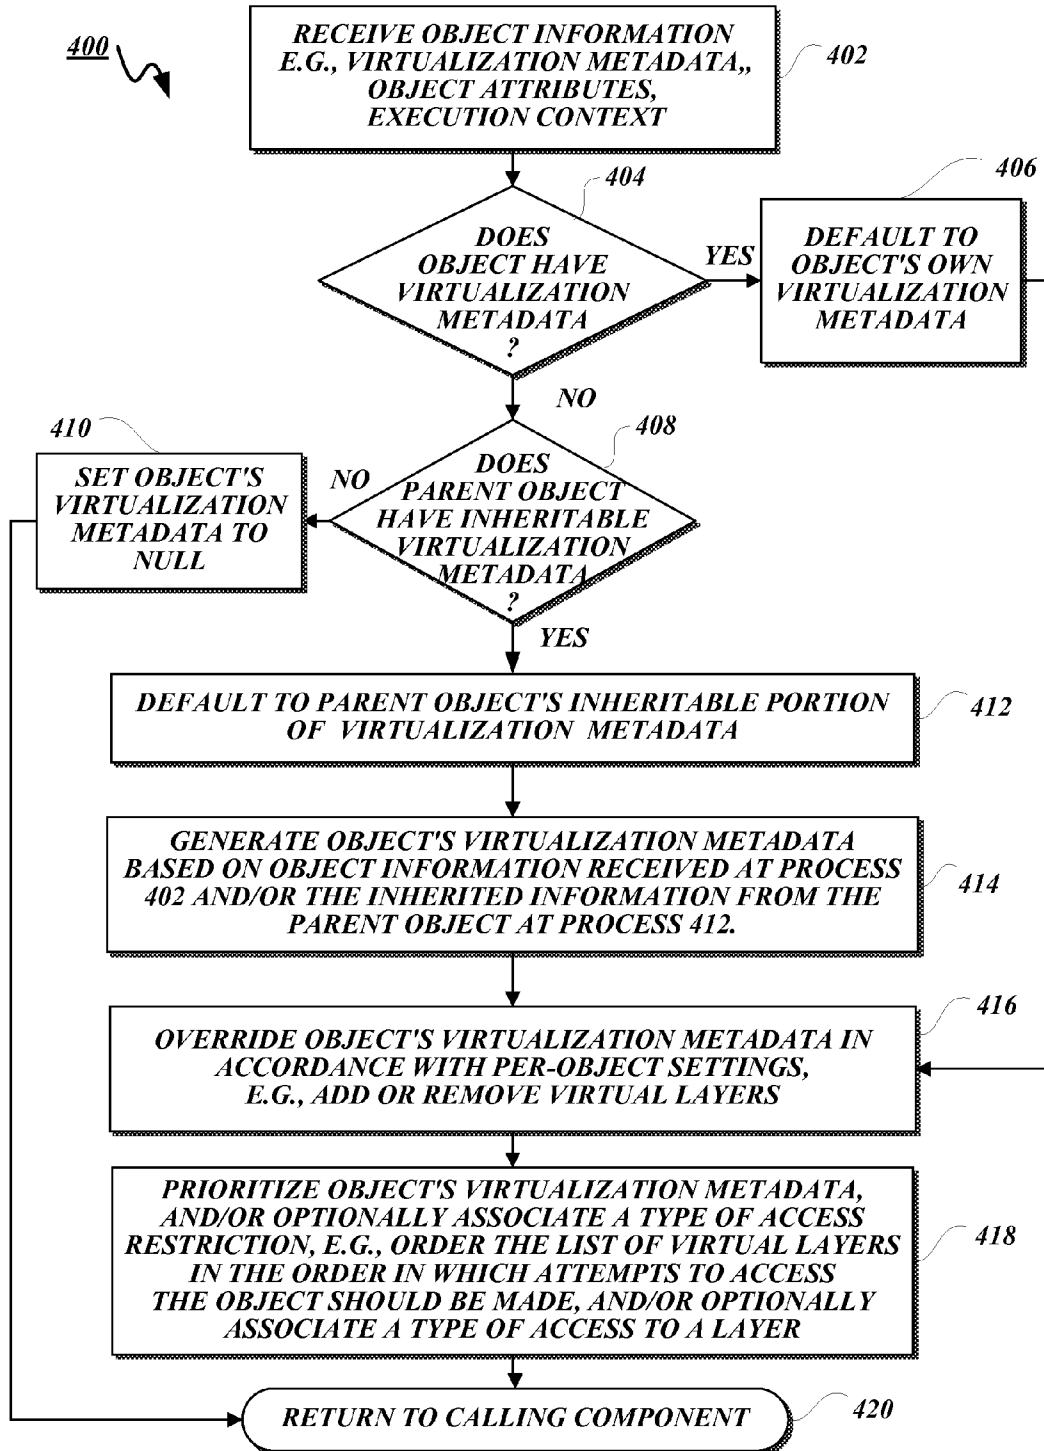 400
RECEIVE OBJECT INFORMATION
E.G., VIRTUALIZATION METADATA,,
OBJECT ATTRIBUTES,
EXECUTION CONTEXT
402
404
DOES
OBJECT HAVE
VIRTUALIZATION
METADATA
?
YES
406
DEFAULT TO
OBJECT'S OWN
VIRTUALIZATION
METADATA
NO
408
DOES
PARENT OBJECT
HAVE INHERITABLE
VIRTUALIZATION
METADATA
?
NO
410
SET OBJECT'S
VIRTUALIZATION
METADATA TO
NULL
YES
DEFAULT TO PARENT OBJECT'S INHERITABLE PORTION
OF VIRTUALIZATION METADATA
412
GENERATE OBJECT'S VIRTUALIZATION METADATA
BASED ON OBJECT INFORMATION RECEIVED AT PROCESS
402 AND/OR THE INHERITED INFORMATION FROM THE
PARENT OBJECT AT PROCESS 412.
414
OVERRIDE OBJECT'S VIRTUALIZATION METADATA IN
ACCORDANCE WITH PER-OBJECT SETTINGS,
E.G., ADD OR REMOVE VIRTUAL LAYERS
416
PRIORITIZE OBJECT'S VIRTUALIZATION METADATA,
AND/OR OPTIONALLY ASSOCIATE A TYPE OF ACCESS
RESTRICTION, E.G., ORDER THE LIST OF VIRTUAL LAYERS
IN THE ORDER IN WHICH ATTEMPTS TO ACCESS
THE OBJECT SHOULD BE MADE, AND/OR OPTIONALLY
ASSOCIATE A TYPE OF ACCESS TO A LAYER
418
RETURN TO CALLING COMPONENT
420